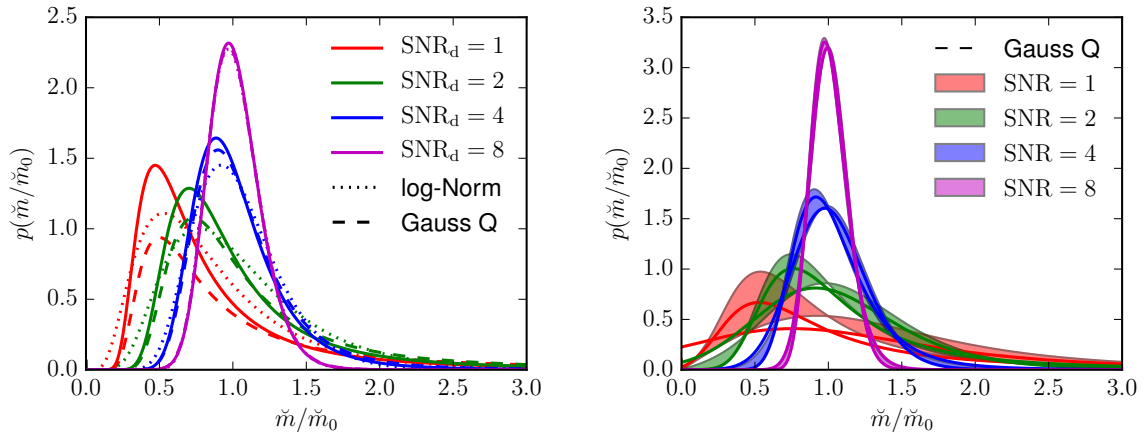 2.5
2.0
1.5
1.0
0.5
0.0
p(m̆/m̆₀)
0.0 0.5 1.0 1.5 2.0 2.5 3.0
m̆/m̆₀
SNR_d = 1
SNR_d = 2
SNR_d = 4
SNR_d = 8
log-Norm
Gauss Q
3.5
3.0
2.5
2.0
1.5
1.0
0.5
0.0
p(m̆/m̆₀)
0.0 0.5 1.0 1.5 2.0 2.5 3.0
m̆/m̆₀
Gauss Q
SNR = 1
SNR = 2
SNR = 4
SNR = 8